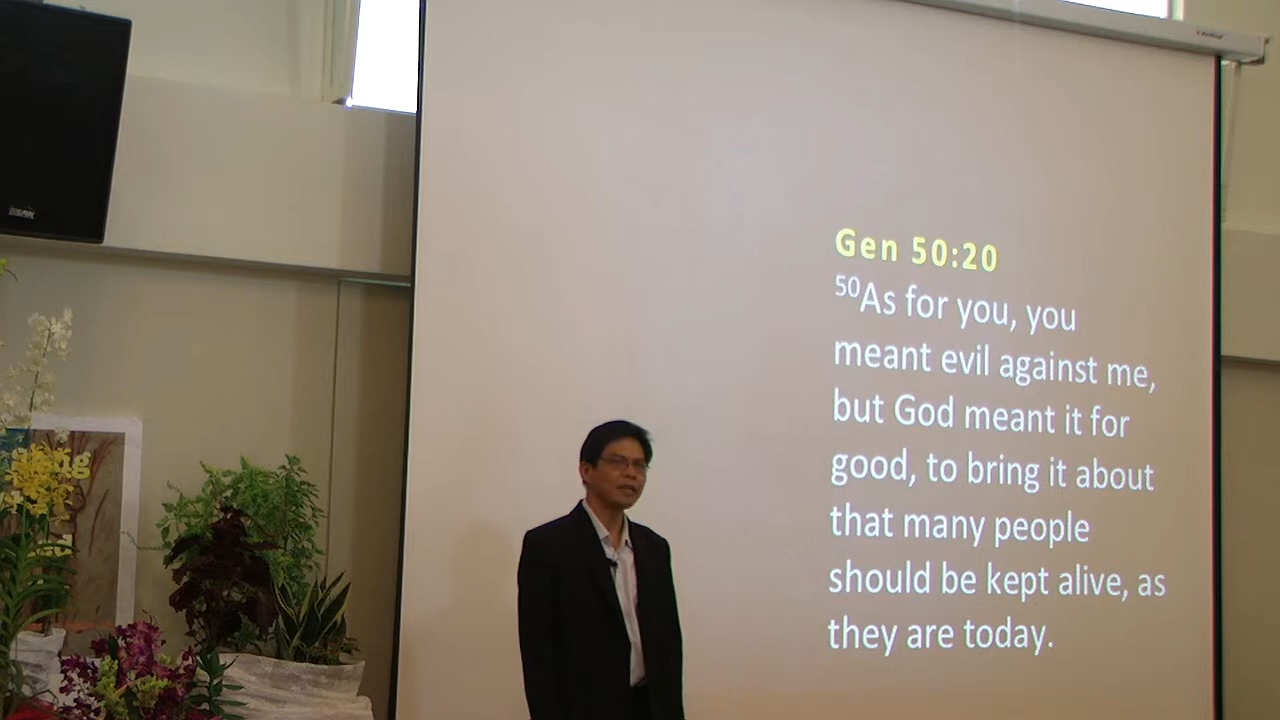 Gen 50:20
50As for you, you
meant evil against me,
but God meant it for
good, to bring it about
that many people
should be kept alive, as
they are today.